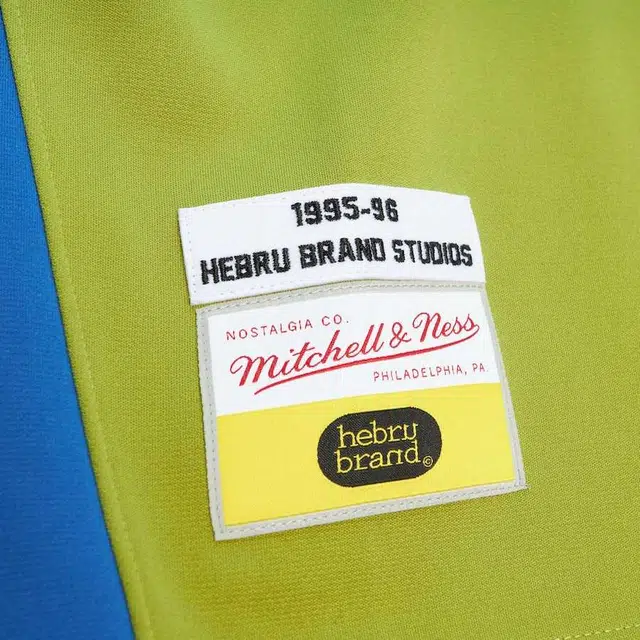 1995-96
HEBRU BRAND STUDIOS
NOSTALGIA CO.
Mitchell & Ness
PHILADELPHIA, PA.
hebru
brand©